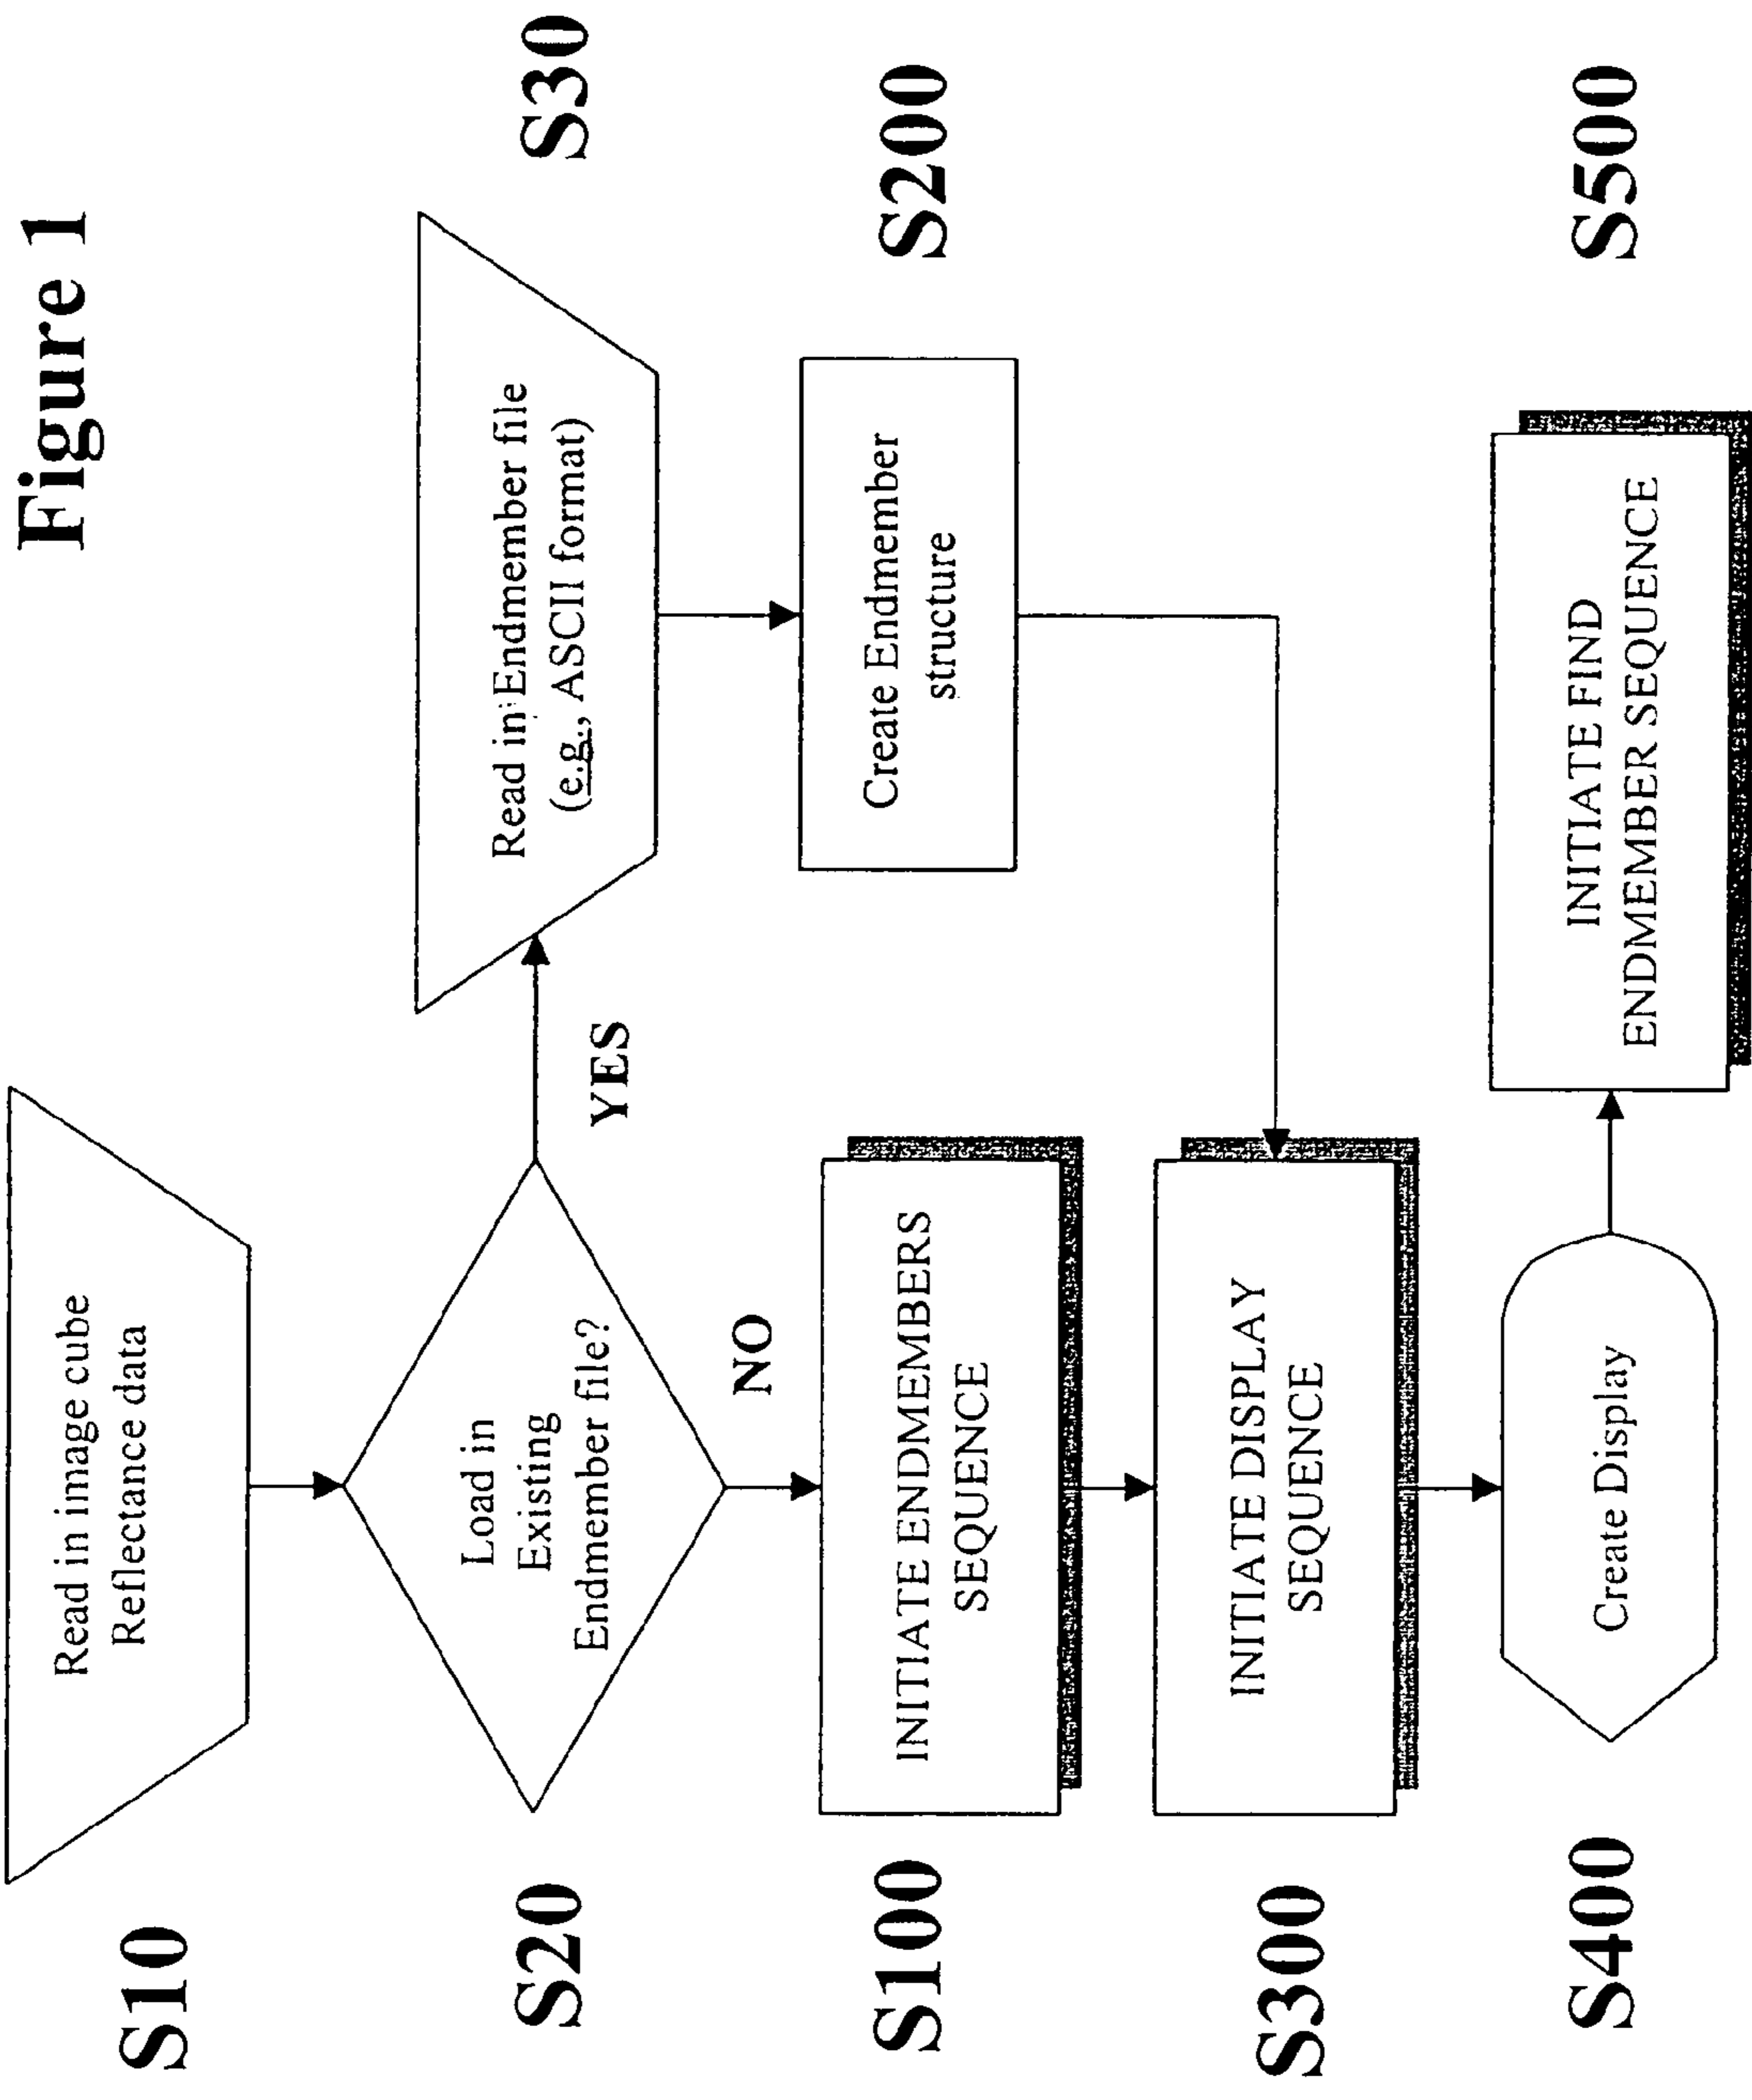 Figure 1
S10
Read in image cube
Reflectance data
S20
Load in
Existing
Endmember file?
YES
NO
S30
Read in Endmember file
(e.g., ASCII format)
S200
Create Endmember
structure
S100
INITIATE ENDMEMBERS
SEQUENCE
S300
INITIATE DISPLAY
SEQUENCE
S400
Create Display
S500
INITIATE FIND
ENDMEMBER SEQUENCE